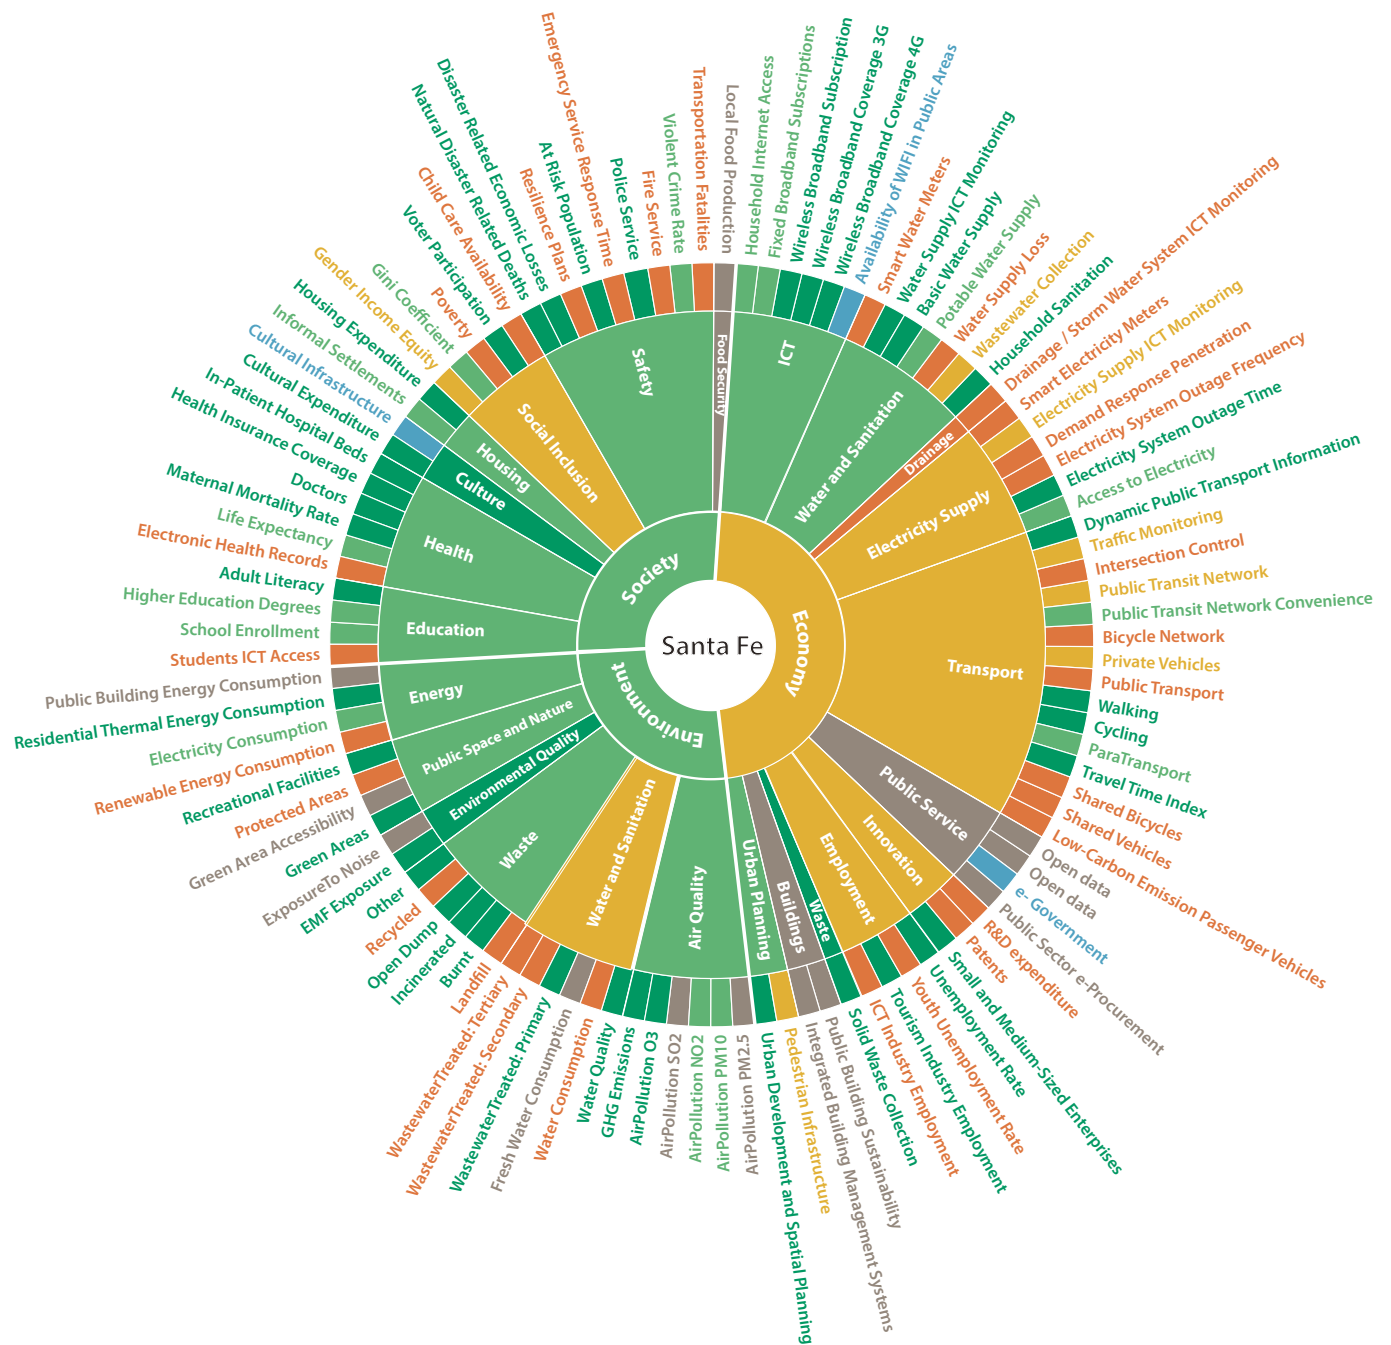 Santa Fe
Economy
Environment
Society
ICT
Water and Sanitation
Drainage
Electricity Supply
Transport
Public Service
Innovation
Employment
Waste
Buildings
Urban Planning
Air Quality
Water and Sanitation
Waste
Environmental Quality
Public Space and Nature
Energy
Education
Health
Culture
Housing
Social Inclusion
Safety
Food Security
Household Internet Access
Fixed Broadband Subscriptions
Wireless Broadband Subscription
Wireless Broadband Coverage 3G
Wireless Broadband Coverage 4G
Availability of WIFI in Public Areas
Smart Water Meters
Water Supply ICT Monitoring
Basic Water Supply
Potable Water Supply
Water Supply Loss
Wastewater Collection
Household Sanitation
Drainage / Storm Water System ICT Monitoring
Smart Electricity Meters
Electricity Supply ICT Monitoring
Demand Response Penetration
Electricity System Outage Frequency
Electricity System Outage Time
Access to Electricity
Dynamic Public Transport Information
Traffic Monitoring
Intersection Control
Public Transit Network
Public Transit Network Convenience
Bicycle Network
Private Vehicles
Public Transport
Walking
Cycling
ParaTransport
Travel Time Index
Shared Bicycles
Shared Vehicles
Low-Carbon Emission Passenger Vehicles
Open data
Open data
e- Government
Public Sector e-Procurement
R&D expenditure
Patents
Small and Medium-Sized Enterprises
Unemployment Rate
Youth Unemployment Rate
Tourism Industry Employment
ICT Industry Employment
Solid Waste Collection
Public Building Sustainability
Integrated Building Management Systems
Pedestrian Infrastructure
Urban Development and Spatial Planning
AirPollution PM2.5
AirPollution PM10
AirPollution NO2
AirPollution SO2
AirPollution O3
GHG Emissions
Water Quality
Water Consumption
Fresh Water Consumption
WastewaterTreated: Primary
WastewaterTreated: Secondary
WastewaterTreated: Tertiary
Landfill
Burnt
Incinerated
Open Dump
Recycled
Other
EMF Exposure
ExposureTo Noise
Green Areas
Green Area Accessibility
Protected Areas
Recreational Facilities
Renewable Energy Consumption
Electricity Consumption
Residential Thermal Energy Consumption
Public Building Energy Consumption
Students ICT Access
School Enrollment
Higher Education Degrees
Adult Literacy
Electronic Health Records
Life Expectancy
Maternal Mortality Rate
Doctors
Health Insurance Coverage
In-Patient Hospital Beds
Cultural Expenditure
Cultural Infrastructure
Informal Settlements
Housing Expenditure
Gender Income Equity
Gini Coefficient
Poverty
Voter Participation
Child Care Availability
Natural Disaster Related Deaths
Disaster Related Economic Losses
Resilience Plans
At Risk Population
Emergency Service Response Time
Police Service
Fire Service
Violent Crime Rate
Transportation Fatalities
Local Food Production